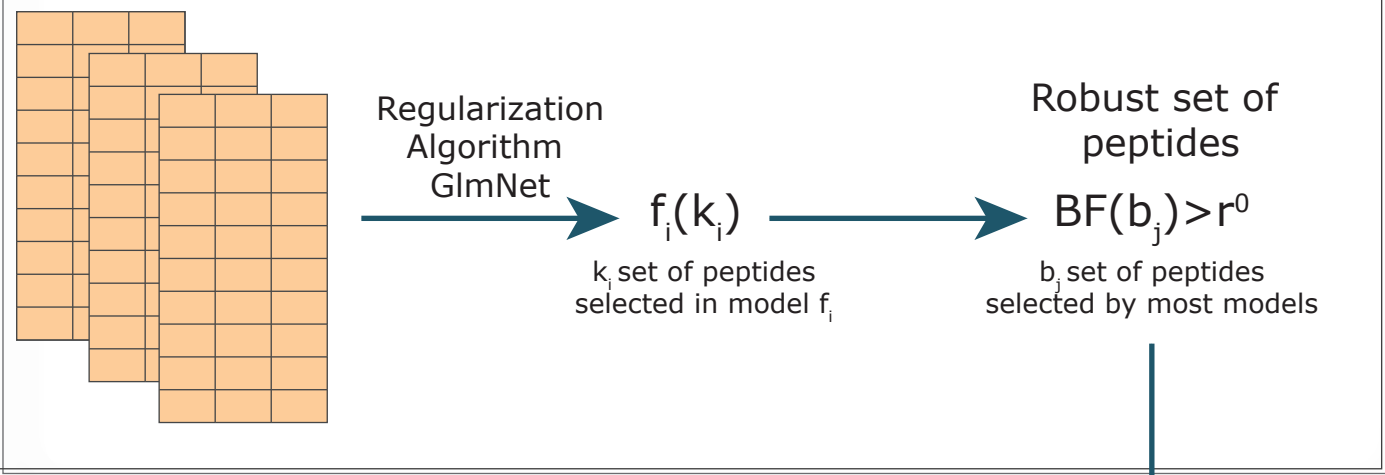 Regularization
Algorithm
GlmNet
fᵢ(kᵢ)
kᵢ set of peptides
selected in model fᵢ
Robust set of
peptides
BF(bⱼ)>r⁰
bⱼ set of peptides
selected by most models